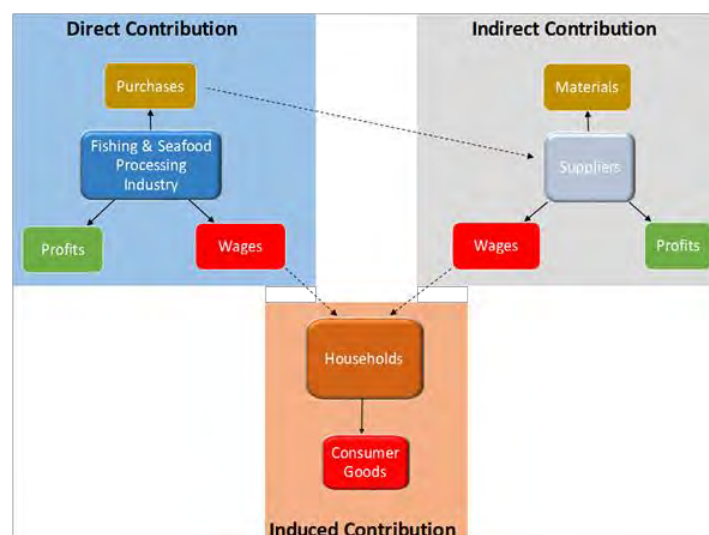 Direct Contribution
Indirect Contribution
Purchases
Materials
Fishing & Seafood
Processing
Industry
Suppliers
Profits
Wages
Wages
Profits
Households
Consumer
Goods
Induced Contribution